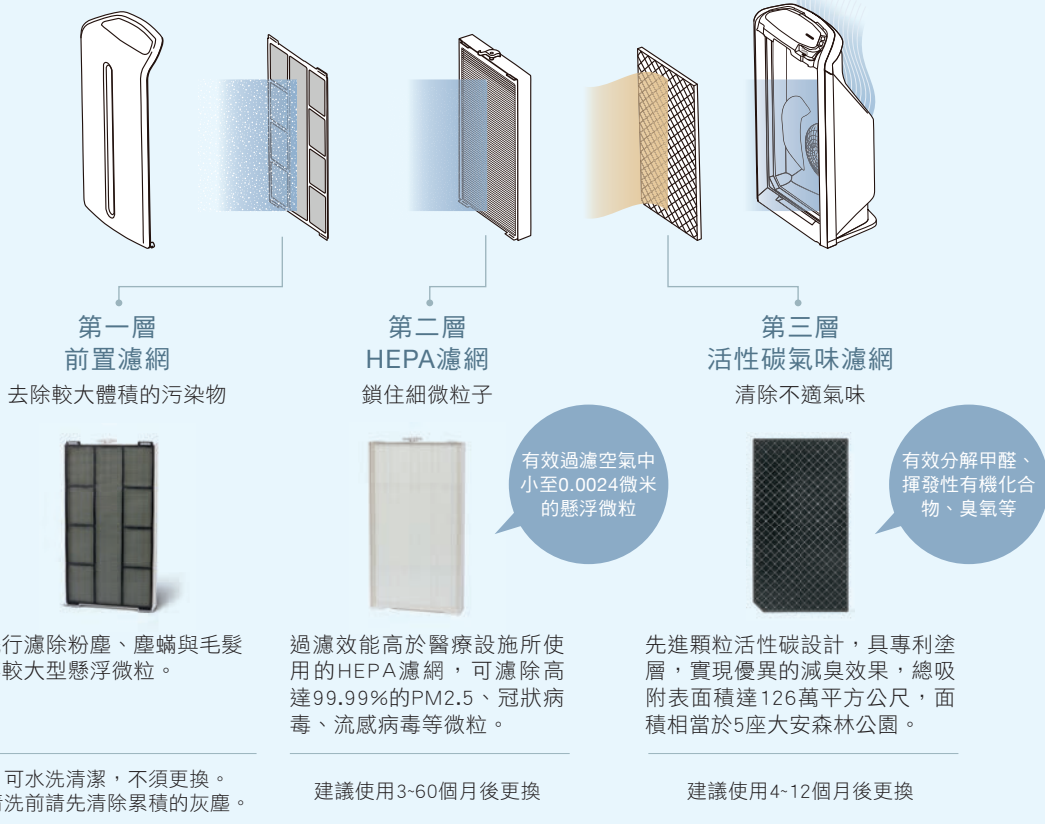 第一層
前置濾網
去除較大體積的污染物
第二層
HEPA濾網
鎖住細微粒子
第三層
活性碳氣味濾網
清除不適氣味
有效過濾空氣中
小至0.0024微米
的懸浮微粒
有效分解甲醛、
揮發性有機化合
物、臭氧等
行濾除粉塵、塵蟎與毛髮
較大型懸浮微粒。
過濾效能高於醫療設施所使
用的HEPA濾網，可濾除高
達99.99%的PM2.5、冠狀病
毒、流感病毒等微粒。
先進顆粒活性碳設計，具專利塗
層，實現優異的減臭效果，總吸
附表面積達126萬平方公尺，面
積相當於5座大安森林公園。
可水洗清潔，不須更換。
洗前請先清除累積的灰塵。
建議使用3~60個月後更換
建議使用4~12個月後更換